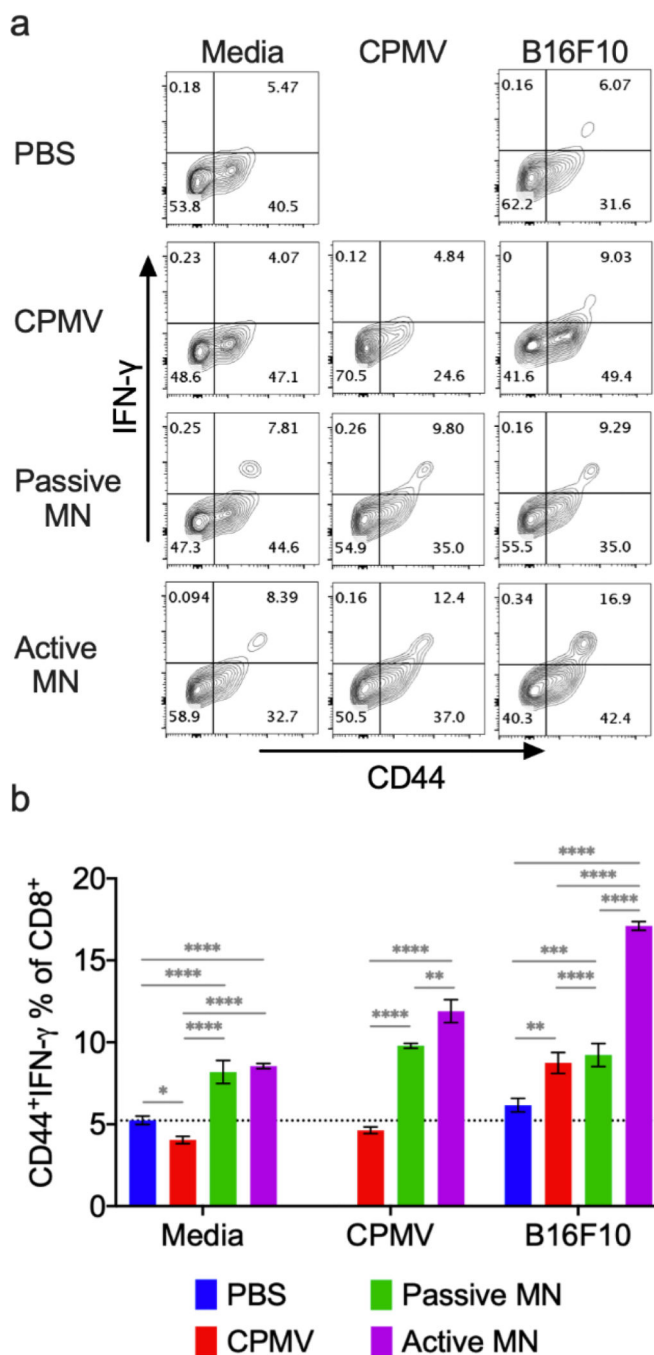 a
Media CPMV B16F10
PBS
0.18 5.47
53.8 40.5
0.16 6.07
62.2 31.6
CPMV
0.23 4.07
48.6 47.1
0.12 4.84
70.5 24.6
0 9.03
41.6 49.4
IFN-γ
Passive
MN
0.25 7.81
47.3 44.6
0.26 9.80
54.9 35.0
0.16 9.29
55.5 35.0
Active
MN
0.094 8.39
58.9 32.7
0.16 12.4
50.5 37.0
0.34 16.9
40.3 42.4
CD44
b
CD44⁺IFN-γ % of CD8⁺
20
15
10
5
0
****
****
****
****
*
****
**
****
****
****
****
***
****
**
Media CPMV B16F10
PBS Passive MN
CPMV Active MN